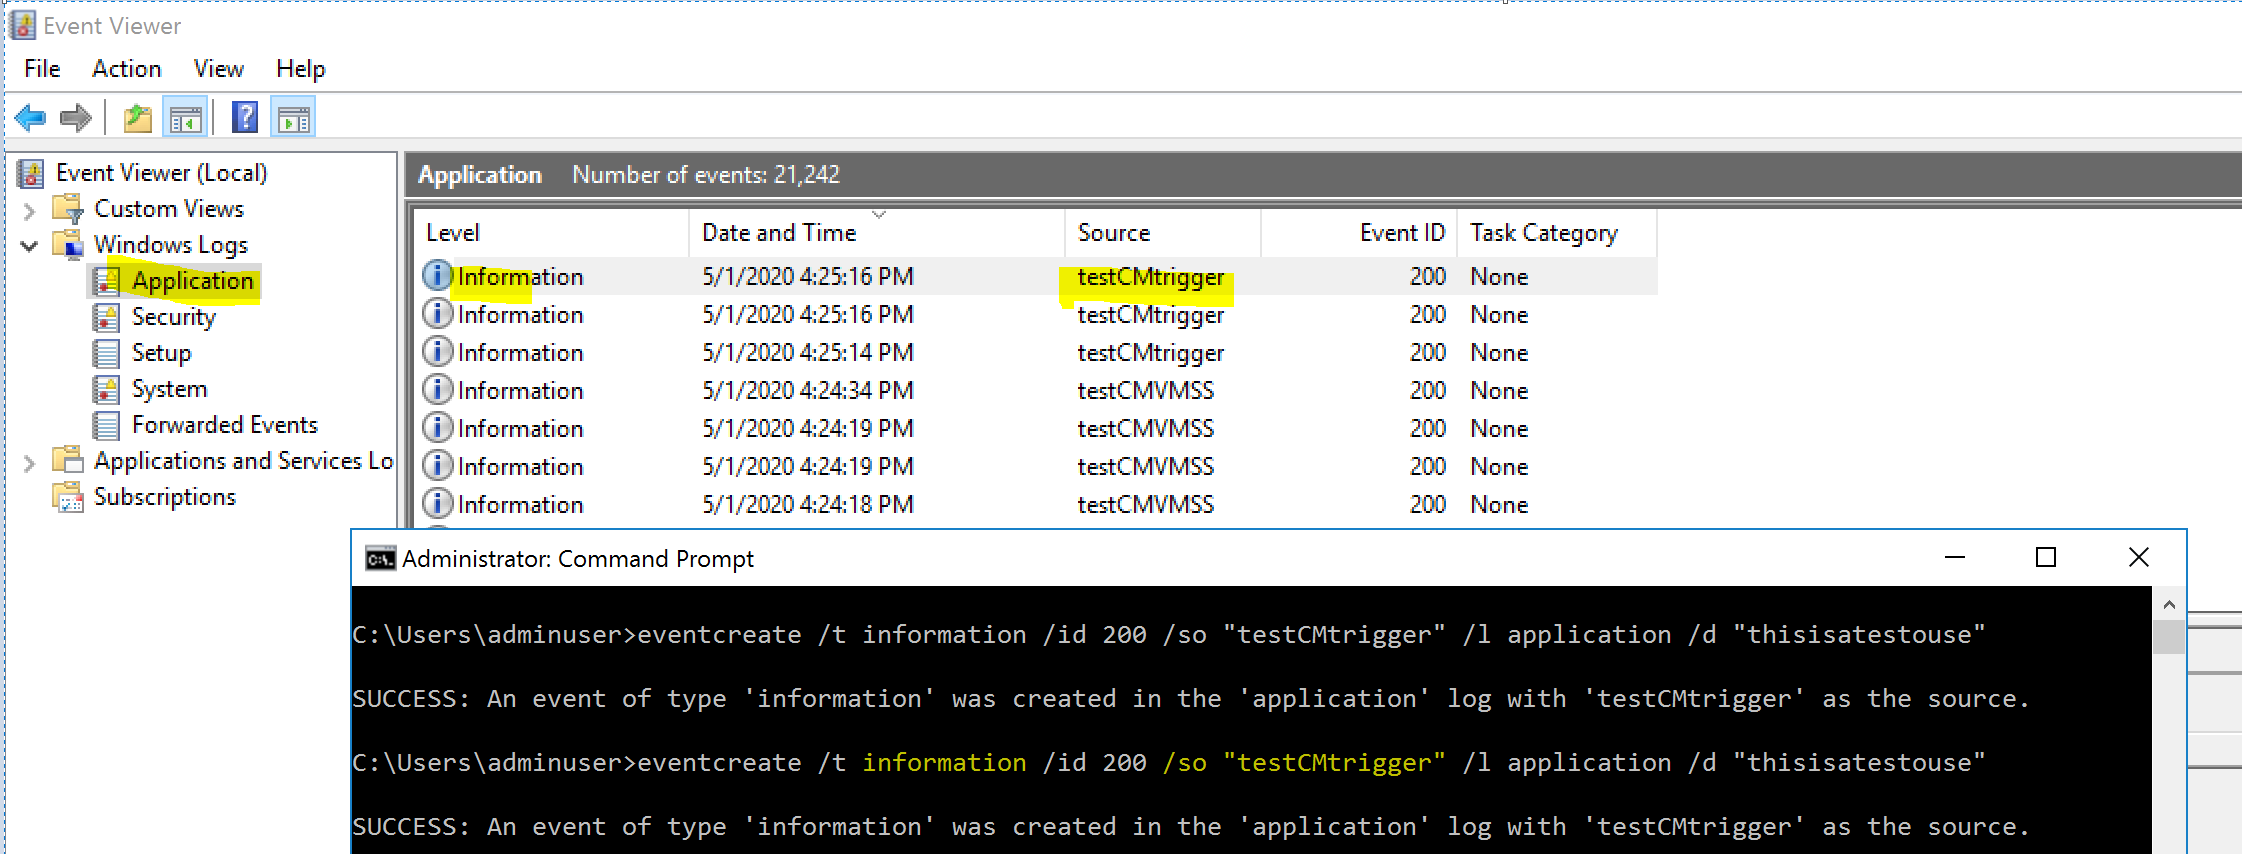 Event Viewer
File Action View Help
Event Viewer (Local)
Custom Views
Windows Logs
Application
Security
Setup
System
Forwarded Events
Applications and Services Lo
Subscriptions
Application Number of events: 21,242
Level Date and Time Source Event ID Task Category
Information 5/1/2020 4:25:16 PM testCMtrigger 200 None
Information 5/1/2020 4:25:16 PM testCMtrigger 200 None
Information 5/1/2020 4:25:14 PM testCMtrigger 200 None
Information 5/1/2020 4:24:34 PM testCMVMSS 200 None
Information 5/1/2020 4:24:19 PM testCMVMSS 200 None
Information 5/1/2020 4:24:19 PM testCMVMSS 200 None
Information 5/1/2020 4:24:18 PM testCMVMSS 200 None
Administrator: Command Prompt
C:\Users\adminuser>eventcreate /t information /id 200 /so "testCMtrigger" /l application /d "thisisatestouse"
SUCCESS: An event of type 'information' was created in the 'application' log with 'testCMtrigger' as the source.
C:\Users\adminuser>eventcreate /t information /id 200 /so "testCMtrigger" /l application /d "thisisatestouse"
SUCCESS: An event of type 'information' was created in the 'application' log with 'testCMtrigger' as the source.